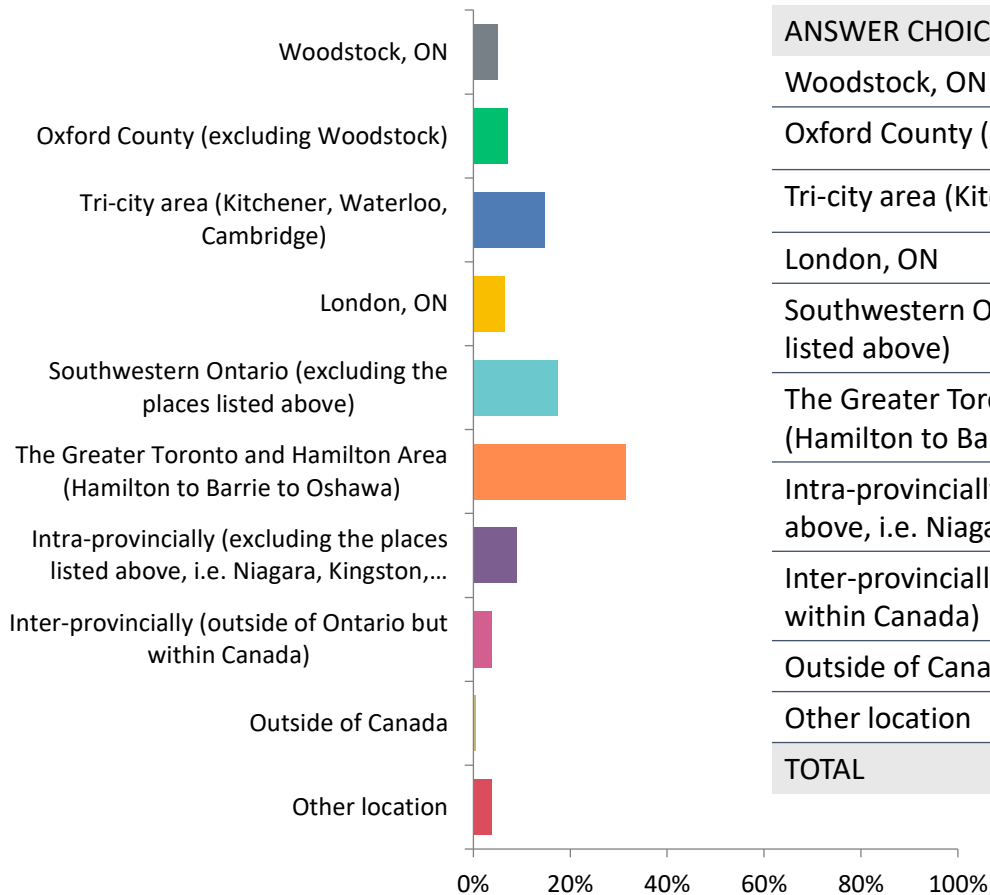 Woodstock, ON
Oxford County (excluding Woodstock)
Tri-city area (Kitchener, Waterloo,
Cambridge)
London, ON
Southwestern Ontario (excluding the
places listed above)
The Greater Toronto and Hamilton Area
(Hamilton to Barrie to Oshawa)
Intra-provincially (excluding the places
listed above, i.e. Niagara, Kingston,...
Inter-provincially (outside of Ontario but
within Canada)
Outside of Canada
Other location
0% 20% 40% 60% 80% 100%
ANSWER CHOIC
Woodstock, ON
Oxford County (
Tri-city area (Kit
London, ON
Southwestern O
listed above)
The Greater Toro
(Hamilton to Ba
Intra-provinciall
above, i.e. Niaga
Inter-provinciall
within Canada)
Outside of Cana
Other location
TOTAL